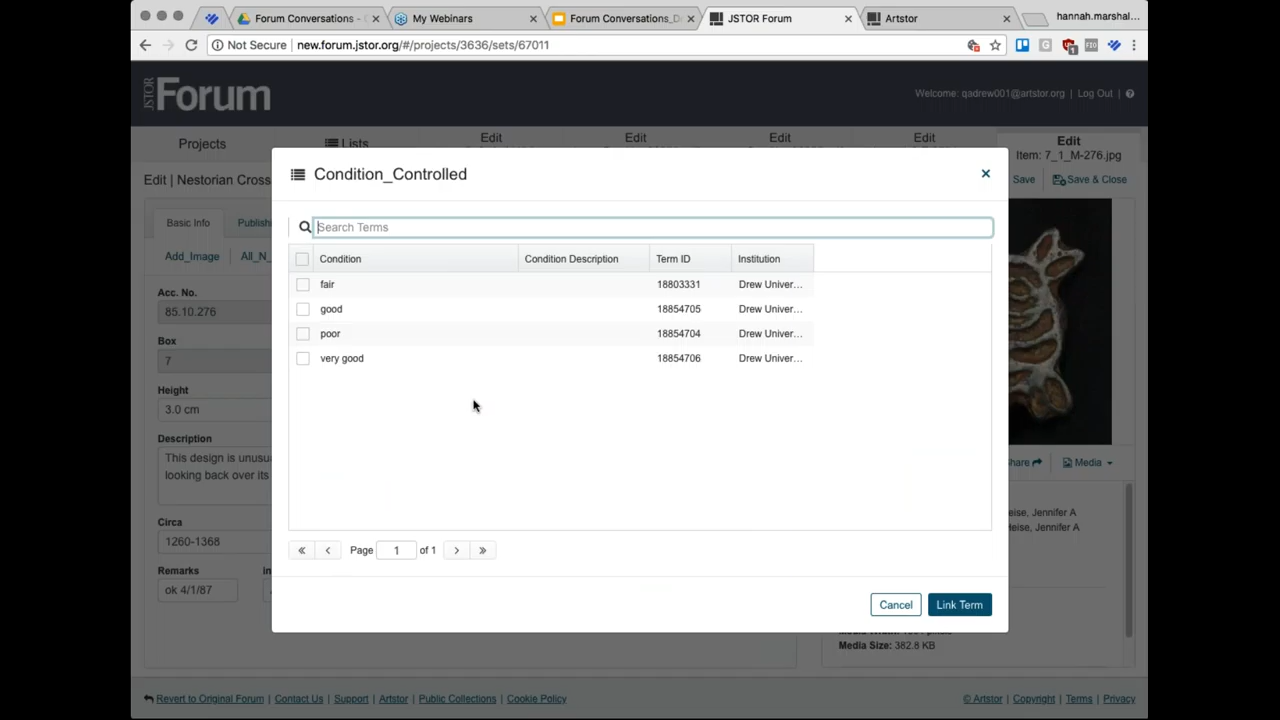 Forum Conversations -
My Webinars
Forum Conversations_D
JSTOR Forum
Artstor
hannah.marshal...
Not Secure
new.forum.jstor.org/#/projects/3636/sets/67011
JSTOR Forum
Welcome: qadrew001@artstor.org | Log Out |
Projects
Lists
Edit
Edit
Edit
Edit
Edit
Item: 7_1_M-276.jpg
Edit | Nestorian Cross
Save
Save & Close
Condition_Controlled
Search Terms
Condition
Condition Description
Term ID
Institution
fair 18803331 Drew Univer...
good 18854705 Drew Univer...
poor 18854704 Drew Univer...
very good 18854706 Drew Univer...
Page 1 of 1
Cancel
Link Term
Basic Info
Publish
Add_Image
All_N
Acc. No.
85.10.276
Box
7
Height
3.0 cm
Description
This design is unusu
looking back over its
Circa
1260-1368
Remarks
ok 4/1/87
Media
eise, Jennifer A
Heise, Jennifer A
Media Size: 382.8 KB
Revert to Original Forum | Contact Us | Support | Artstor | Public Collections | Cookie Policy
© Artstor | Copyright | Terms | Privacy